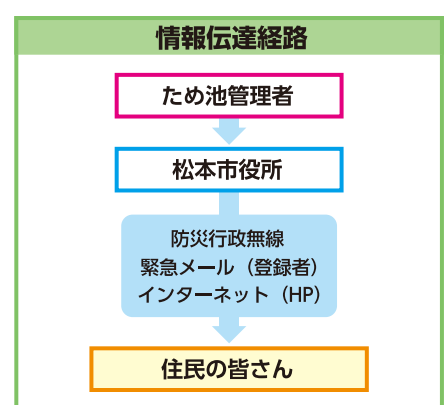 情報伝達経路
ため池管理者
松本市役所
防災行政無線
緊急メール（登録者）
インターネット（HP）
住民の皆さん